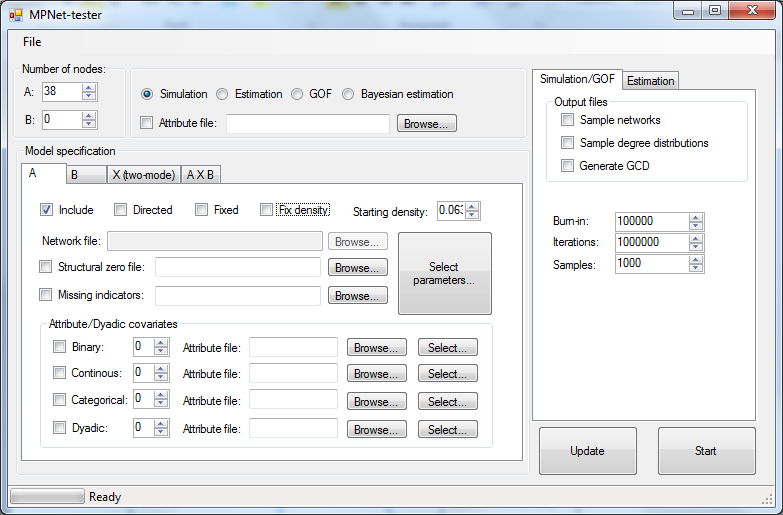 MPNet-tester
File
Number of nodes:
A: 38
B: 0
Simulation Estimation GOF Bayesian estimation
Attribute file: Browse...
Model specification
A B X (two-mode) A X B
Include Directed Fixed Fix density Starting density: 0.063
Network file: Browse...
Structural zero file: Browse...
Missing indicators: Browse...
Select parameters...
Attribute/Dyadic covariates
Binary: 0 Attribute file: Browse... Select...
Continous: 0 Attribute file: Browse... Select...
Categorical: 0 Attribute file: Browse... Select...
Dyadic: 0 Attribute file: Browse... Select...
Simulation/GOF Estimation
Output files
Sample networks
Sample degree distributions
Generate GCD
Burn-in: 100000
Iterations: 1000000
Samples: 1000
Update Start
Ready